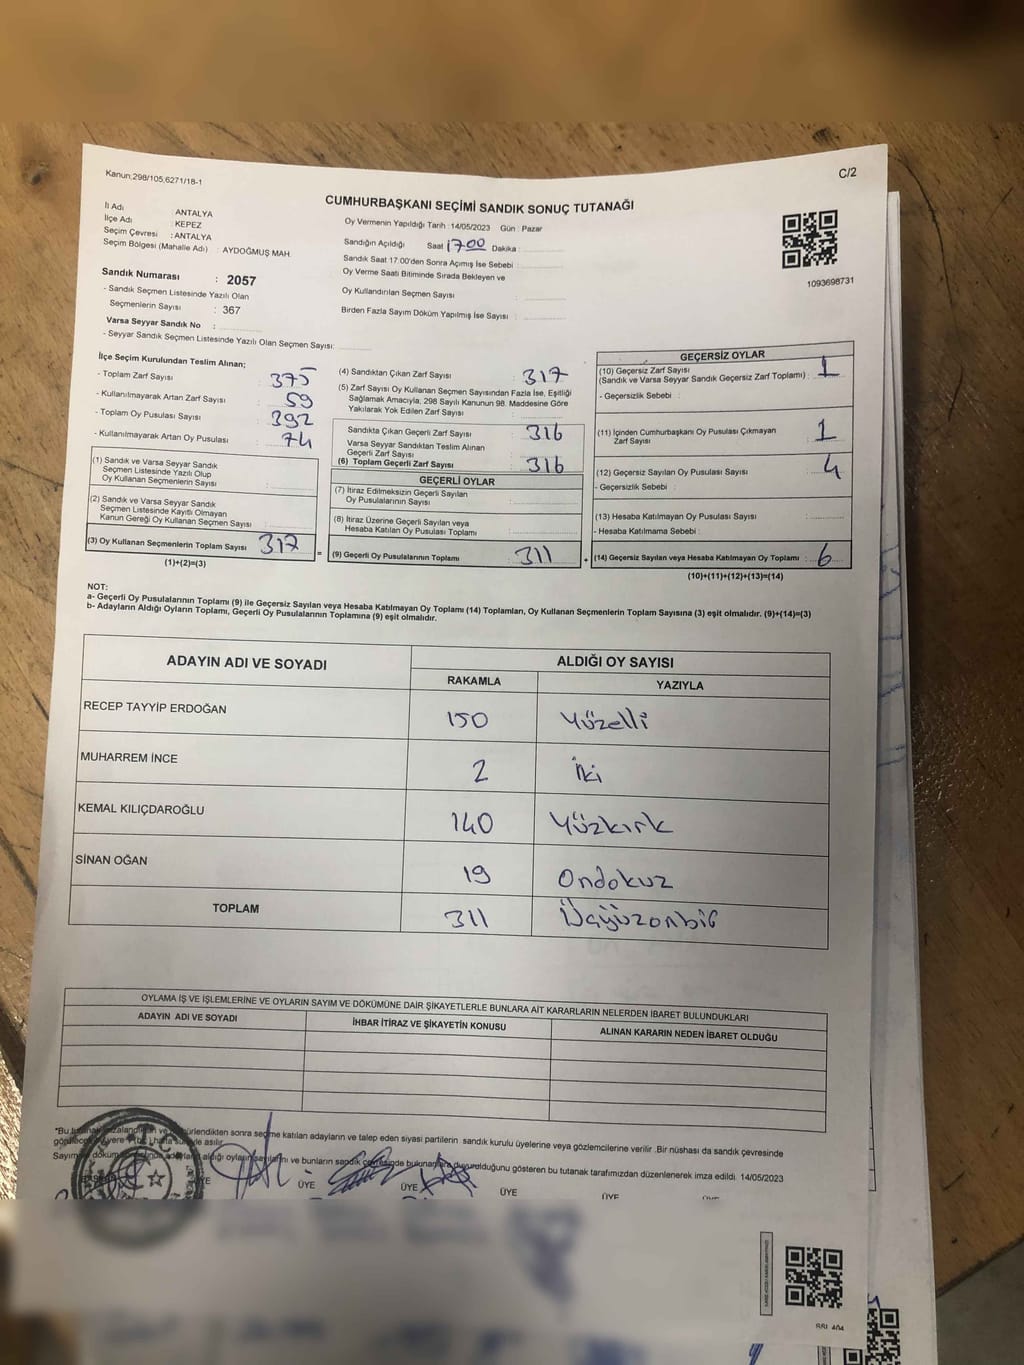 Kanun;298/105,6271/18-1
C/2
CUMHURBAŞKANI SEÇİMİ SANDIK SONUÇ TUTANAĞI
İl Adı : ANTALYA
İlçe Adı : KEPEZ
Seçim Çevresi : ANTALYA
Seçim Bölgesi (Mahalle Adı) : AYDOĞMUŞ MAH.
Oy Vermenin Yapıldığı Tarih : 14/05/2023 Gün : Pazar
Sandığın Açıldığı Saat 17.00 Dakika :
Sandık Saat 17.00'den Sonra Açımış İse Sebebi :
Oy Verme Saati Bitiminde Sırada Bekleyen ve
Oy Kullandırılan Seçmen Sayısı :
Birden Fazla Sayım Döküm Yapılmış İse Sayısı :
1093698731
Sandık Numarası : 2057
- Sandık Seçmen Listesinde Yazılı Olan
Seçmenlerin Sayısı : 367
Varsa Seyyar Sandık No :
- Seyyar Sandık Seçmen Listesinde Yazılı Olan Seçmen Sayısı:
İlçe Seçim Kurulundan Teslim Alınan;
- Toplam Zarf Sayısı : 375
- Kullanılmayarak Artan Zarf Sayısı : 59
- Toplam Oy Pusulası Sayısı : 392
- Kullanılmayarak Artan Oy Pusulası : 74
(1) Sandık ve Varsa Seyyar Sandık
Seçmen Listesinde Yazılı Olup
Oy Kullanan Seçmenlerin Sayısı :
(2) Sandık ve Varsa Seyyar Sandık
Seçmen Listesinde Kayıtlı Olmayan
Kanun Gereği Oy Kullanan Seçmen Sayısı :
(3) Oy Kullanan Seçmenlerin Toplam Sayısı 317
(1)+(2)=(3)
(4) Sandıktan Çıkan Zarf Sayısı : 317
(5) Zarf Sayısı Oy Kullanan Seçmen Sayısından Fazla İse, Eşitliği
Sağlamak Amacıyla, 298 Sayılı Kanunun 98. Maddesine Göre
Yakılarak Yok Edilen Zarf Sayısı :
Sandıkta Çıkan Geçerli Zarf Sayısı : 316
Varsa Seyyar Sandıktan Teslim Alınan
Geçerli Zarf Sayısı :
(6) Toplam Geçerli Zarf Sayısı : 316
GEÇERLİ OYLAR
(7) İtiraz Edilmeksizin Geçerli Sayılan
Oy Pusulalarının Sayısı :
(8) İtiraz Üzerine Geçerli Sayılan veya
Hesaba Katılan Oy Pusulası Toplamı :
= (9) Geçerli Oy Pusulalarının Toplamı : 311
GEÇERSİZ OYLAR
(10) Geçersiz Zarf Sayısı
(Sandık ve Varsa Seyyar Sandık Geçersiz Zarf Toplamı) : 1
- Geçersizlik Sebebi :
(11) İçinden Cumhurbaşkanı Oy Pusulası Çıkmayan
Zarf Sayısı : 1
(12) Geçersiz Sayılan Oy Pusulası Sayısı : 4
- Geçersizlik Sebebi :
(13) Hesaba Katılmayan Oy Pusulası Sayısı :
- Hesaba Katılmama Sebebi :
+ (14) Geçersiz Sayılan veya Hesaba Katılmayan Oy Toplamı : 6
(10)+(11)+(12)+(13)=(14)
NOT:
a- Geçerli Oy Pusulalarının Toplamı (9) ile Geçersiz Sayılan veya Hesaba Katılmayan Oy Toplamı (14) Toplamları, Oy Kullanan Seçmenlerin Toplam Sayısına (3) eşit olmalıdır. (9)+(14)=(3)
b- Adayların Aldığı Oyların Toplamı, Geçerli Oy Pusulalarının Toplamına (9) eşit olmalıdır.
ADAYIN ADI VE SOYADI
ALDIĞI OY SAYISI
RAKAMLA YAZIYLA
RECEP TAYYİP ERDOĞAN 150 Yüzelli
MUHARREM İNCE 2 İki
KEMAL KILIÇDAROĞLU 140 Yüzkırk
SİNAN OĞAN 19 Ondokuz
TOPLAM 311 Üçyüzonbir
OYLAMA İŞ VE İŞLEMLERİNE VE OYLARIN SAYIM VE DÖKÜMÜNE DAİR ŞİKAYETLERLE BUNLARA AİT KARARLARIN NELERDEN İBARET BULUNDUKLARI
ADAYIN ADI VE SOYADI İHBAR İTİRAZ VE ŞİKAYETİN KONUSU ALINAN KARARIN NEDEN İBARET OLDUĞU
seçime katılan adayların ve talep eden siyasi partilerin sandık kurulu üyelerine veya gözlemcilerine verilir .Bir nüshası da sandık çevresinde
ve bunların sandık çevresinde bulunanlara duyurulduğunu gösteren bu tutanak tarafımızdan düzenlenerek imza edildi. 14/05/2023
ÜYE ÜYE ÜYE ÜYE